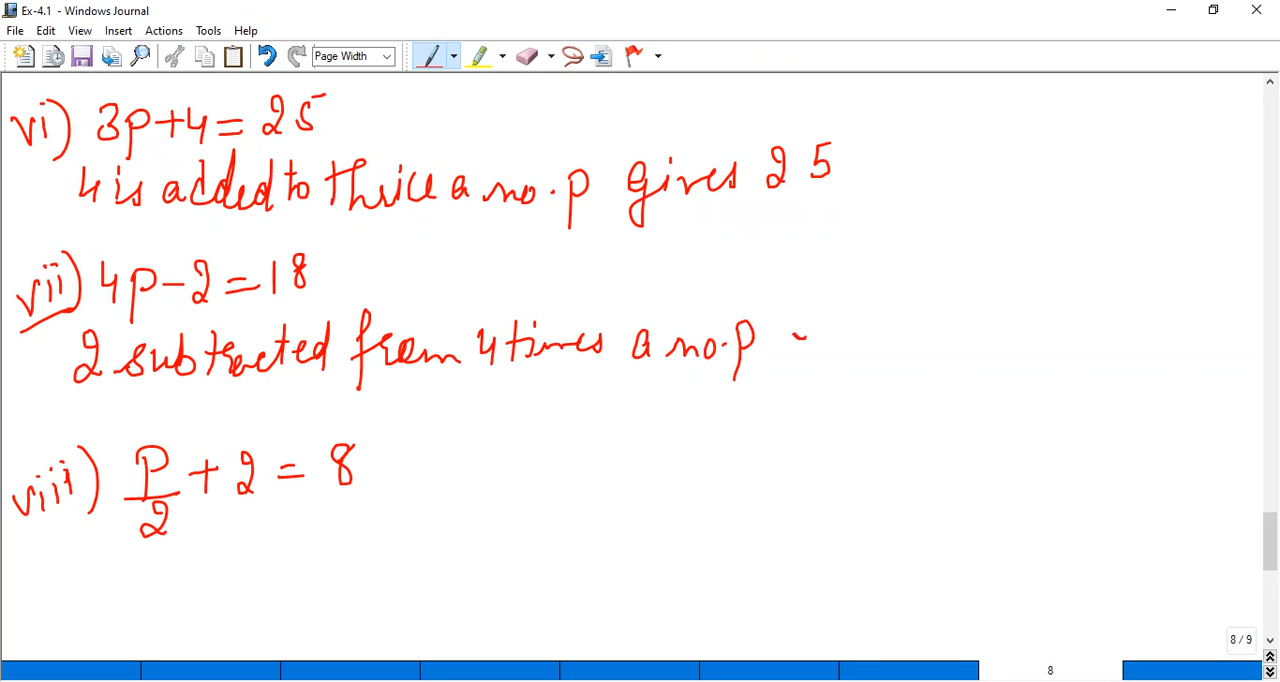 Ex-4.1 - Windows Journal
File Edit View Insert Actions Tools Help
Page Width
vi) 3p+4=25
4 is added to thrice a no. p gives 25
vii) 4p-2=18
2 subtracted from 4 times a no. p
viii) P/2 + 2 = 8
8 / 9
8